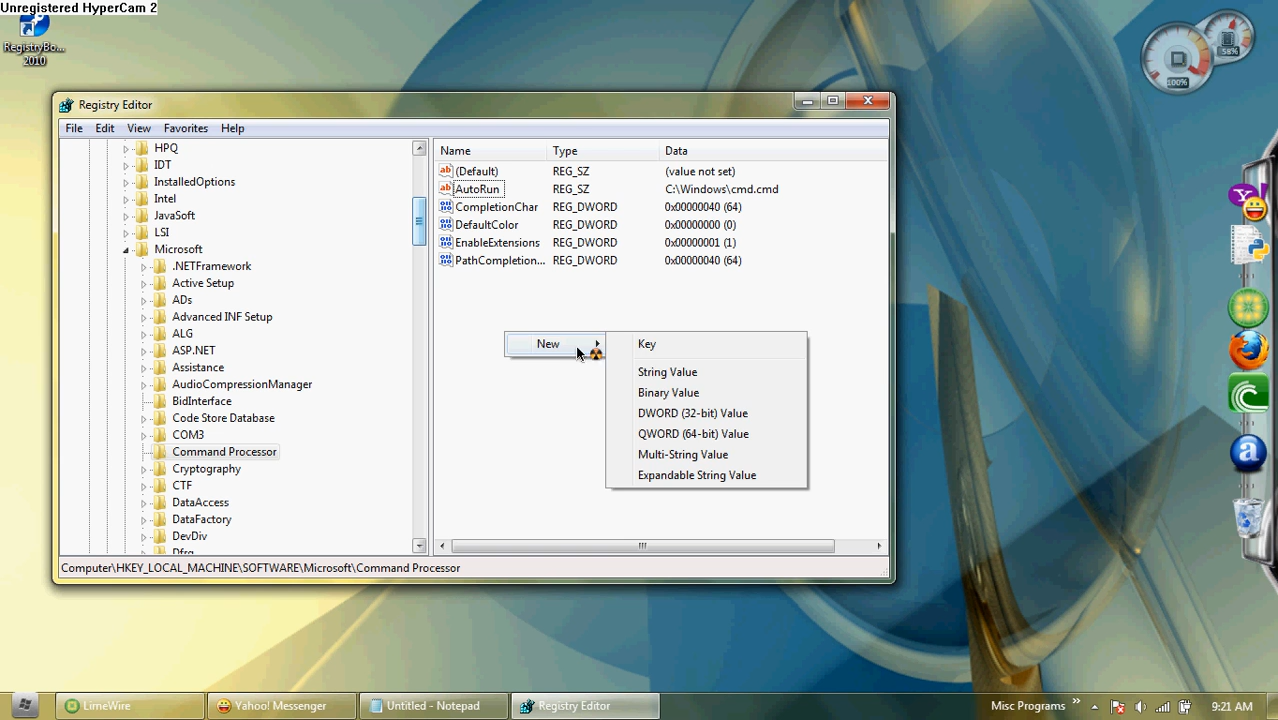 Unregistered HyperCam 2
RegistryBo...
2010
58%
100%
Registry Editor
File Edit View Favorites Help
HPQ
IDT
InstalledOptions
Intel
JavaSoft
LSI
Microsoft
.NETFramework
Active Setup
ADs
Advanced INF Setup
ALG
ASP.NET
Assistance
AudioCompressionManager
BidInterface
Code Store Database
COM3
Command Processor
Cryptography
CTF
DataAccess
DataFactory
DevDiv
Dfrg
Name Type Data
(Default) REG_SZ (value not set)
AutoRun REG_SZ C:\Windows\cmd.cmd
CompletionChar REG_DWORD 0x00000040 (64)
DefaultColor REG_DWORD 0x00000000 (0)
EnableExtensions REG_DWORD 0x00000001 (1)
PathCompletion... REG_DWORD 0x00000040 (64)
New
Key
String Value
Binary Value
DWORD (32-bit) Value
QWORD (64-bit) Value
Multi-String Value
Expandable String Value
Computer\HKEY_LOCAL_MACHINE\SOFTWARE\Microsoft\Command Processor
LimeWire
Yahoo! Messenger
Untitled - Notepad
Registry Editor
Misc Programs
9:21 AM